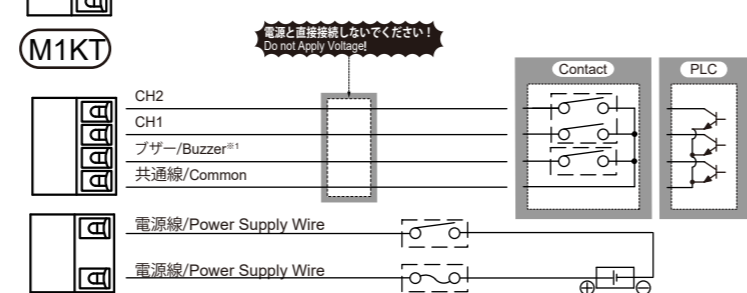 M1KT
電源と直接接続しないでください！
Do not Apply Voltage!
Contact
PLC
CH2
CH1
ブザー/Buzzer※1
共通線/Common
電源線/Power Supply Wire
電源線/Power Supply Wire
⊕ ⊖